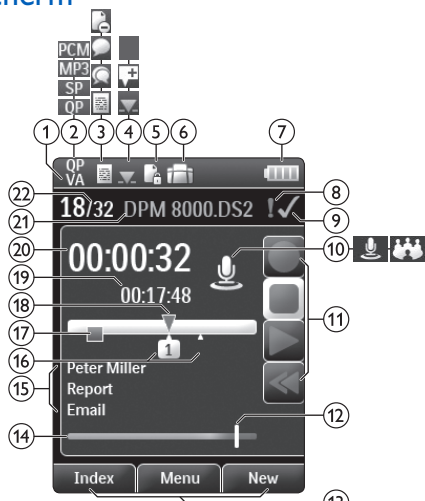 PCM
MP3
SP
QP
1 2 3 4 5 6 7
QP
VA
22
18/32 DPM 8000.DS2 !
8
21
9
20
00:00:32
10
19
00:17:48
18
17
11
1
16
Peter Miller
15
Report
Email
12
14
Index Menu New